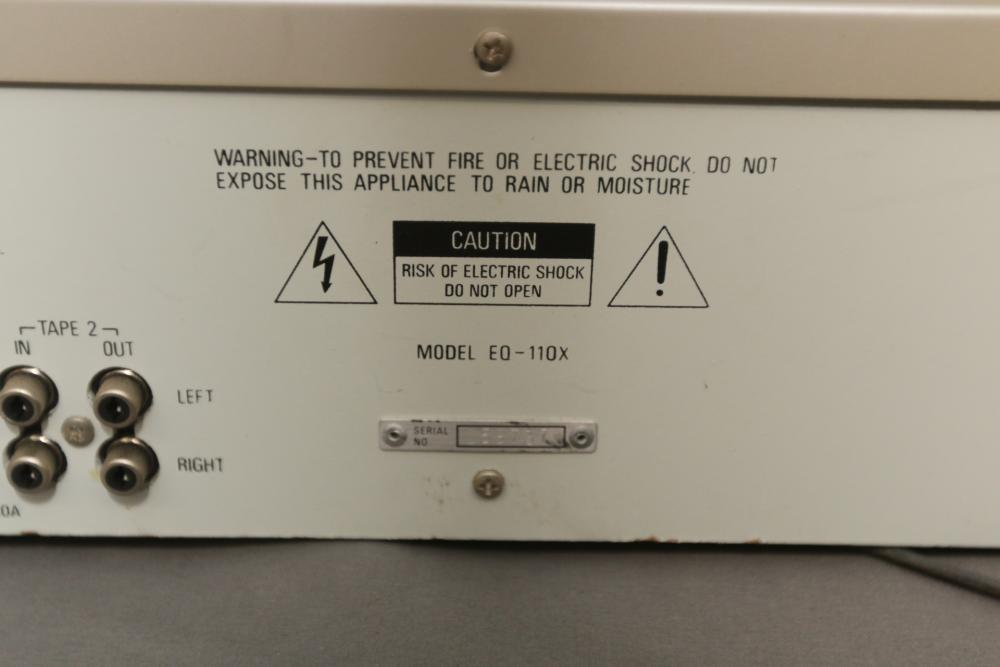 WARNING-TO PREVENT FIRE OR ELECTRIC SHOCK, DO NOT
EXPOSE THIS APPLIANCE TO RAIN OR MOISTURE
CAUTION
RISK OF ELECTRIC SHOCK
DO NOT OPEN
TAPE 2
IN OUT
MODEL EQ-110X
LEFT
SERIAL
NO.
RIGHT
0A